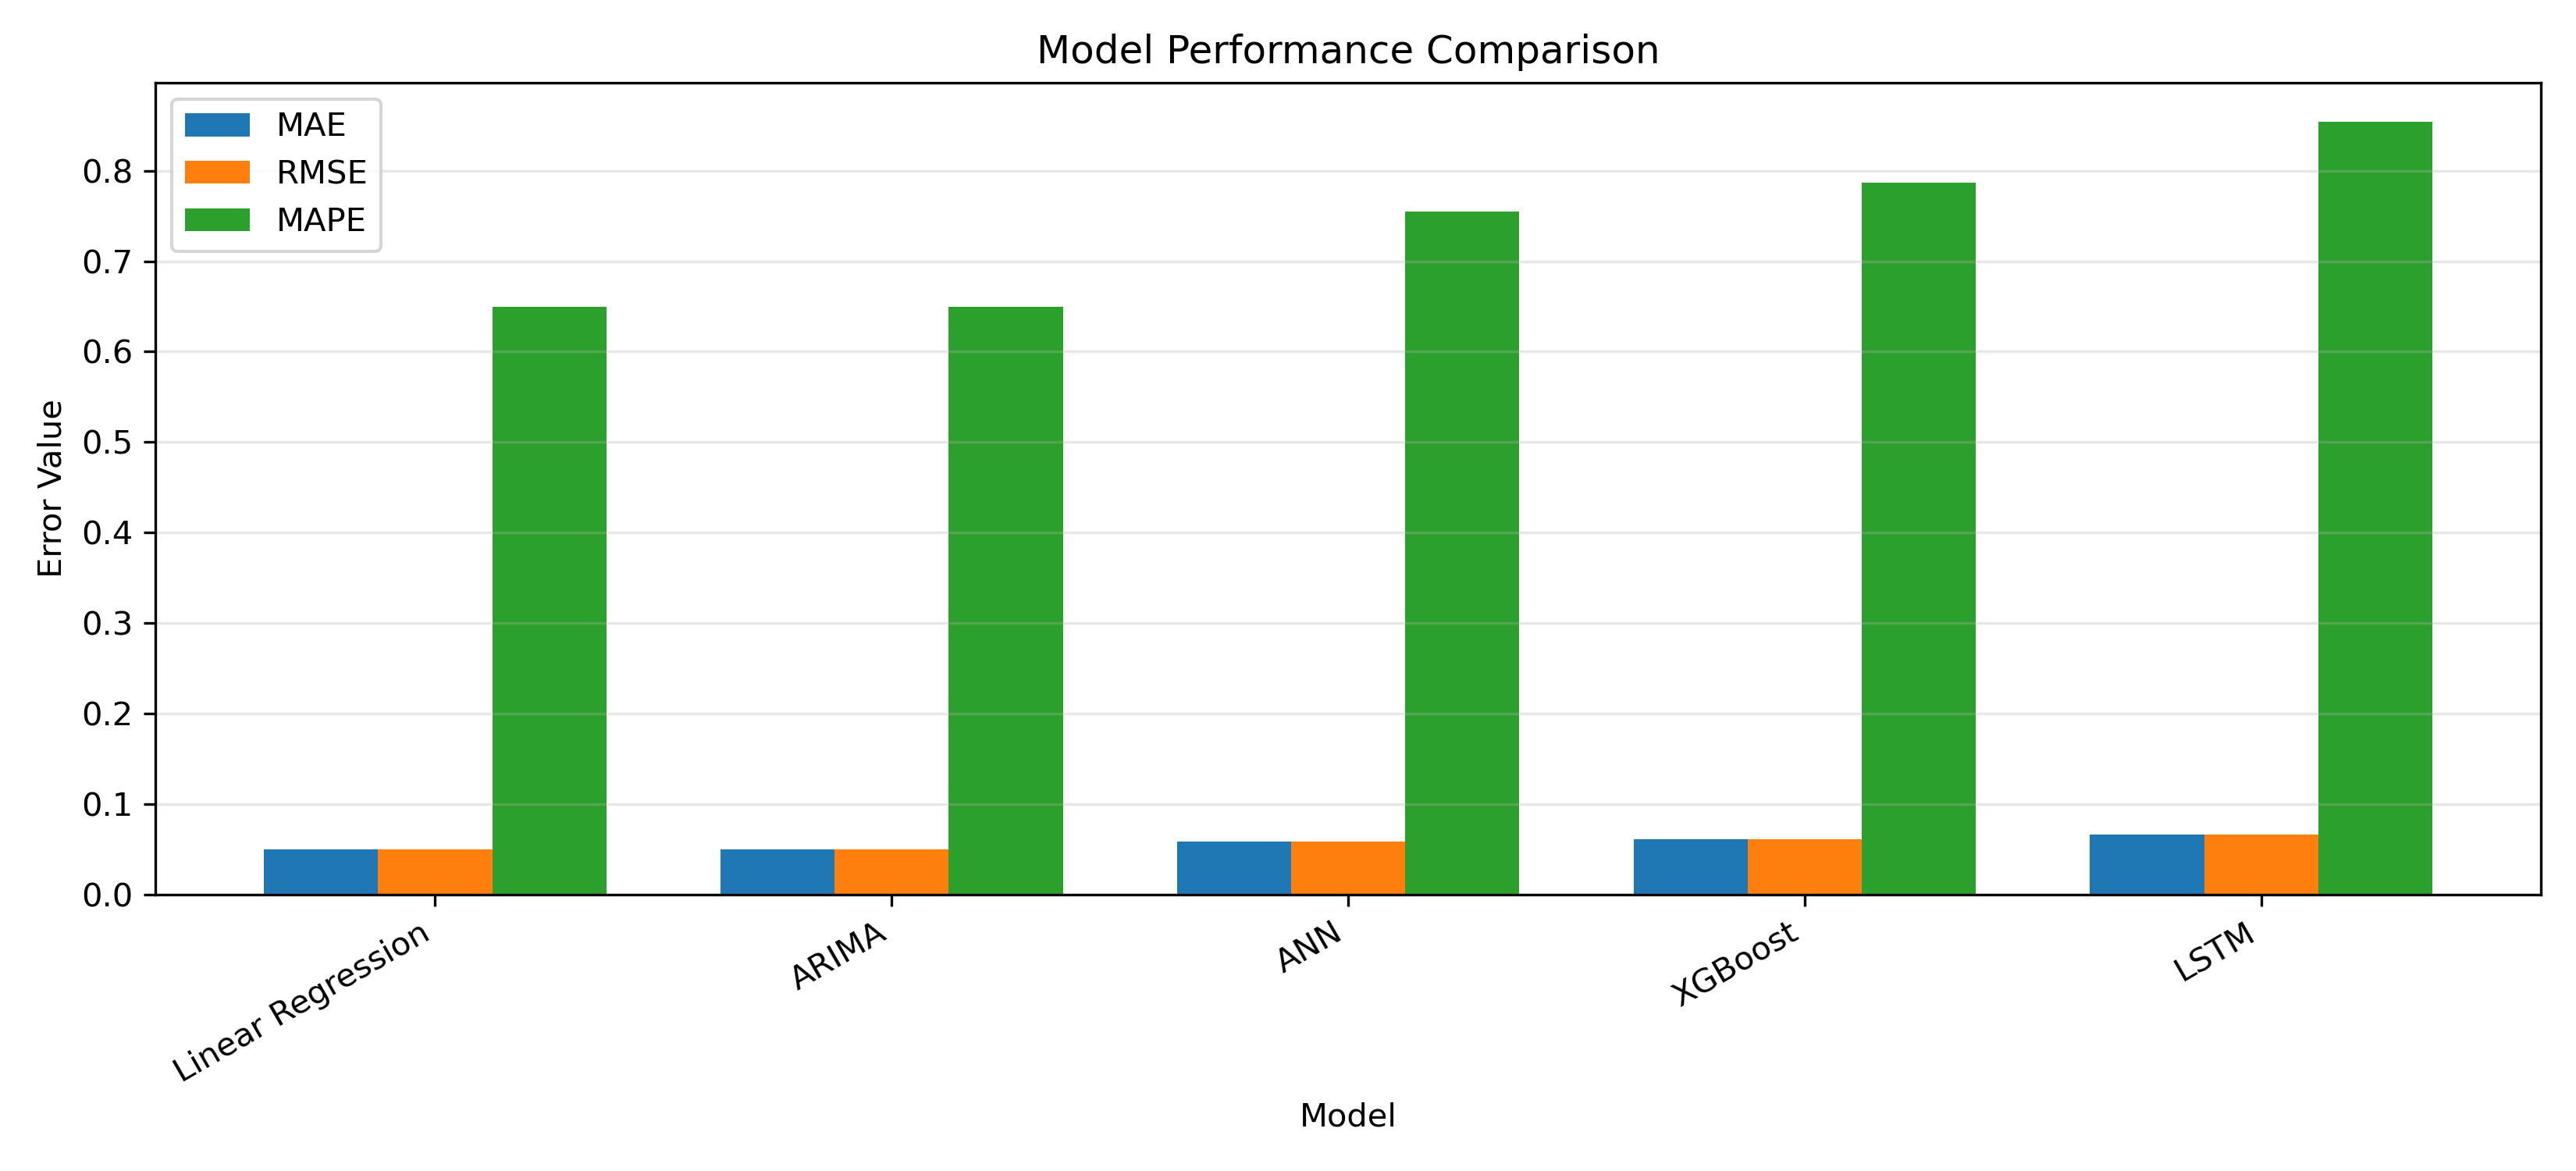 Model Performance Comparison
MAE
RMSE
MAPE
Error Value
0.8
0.7
0.6
0.5
0.4
0.3
0.2
0.1
0.0
Linear Regression
ARIMA
ANN
XGBoost
LSTM
Model